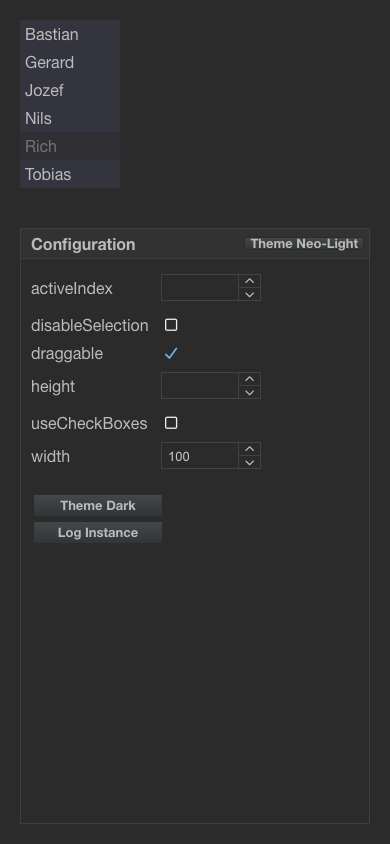 Bastian
Gerard
Jozef
Nils
Rich
Tobias
Configuration
Theme Neo-Light
activeIndex
disableSelection
draggable
height
useCheckBoxes
width 100
Theme Dark
Log Instance